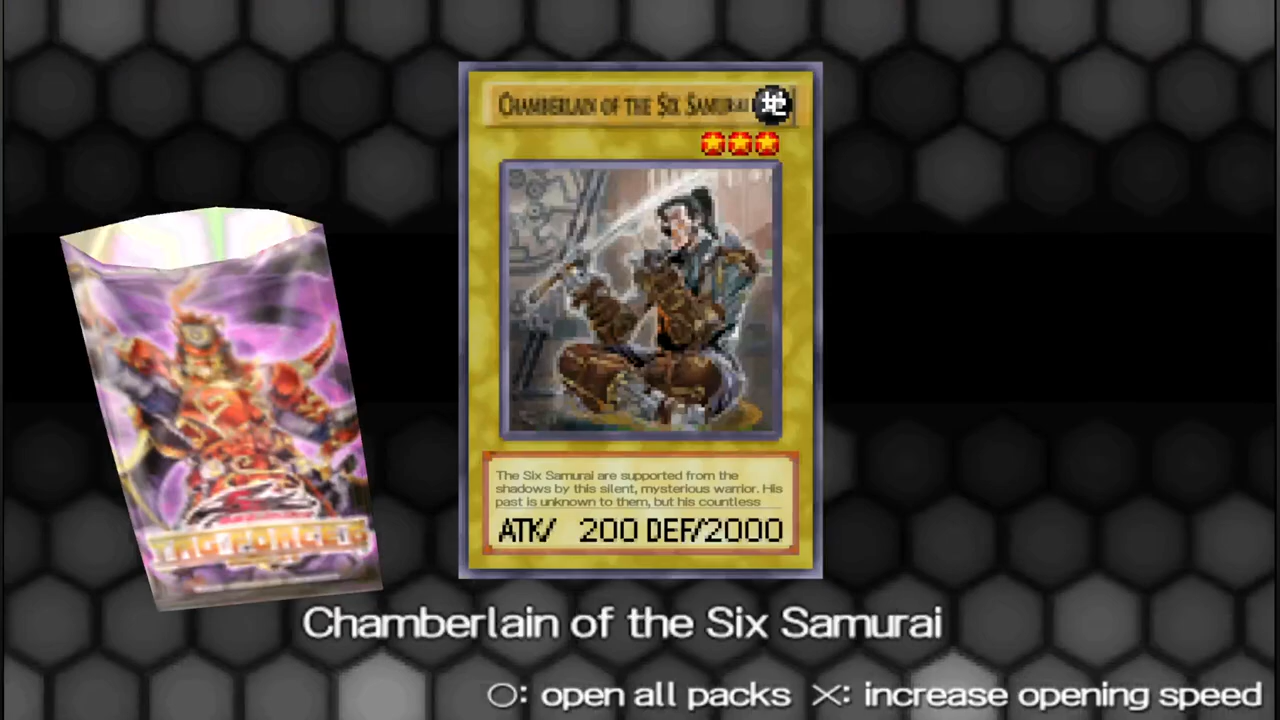 CHAMBERLAIN OF THE SIX SAMURAI 地
The Six Samurai are supported from the
shadows by this silent, mysterious warrior. His
past is unknown to them, but his countless
ATK/ 200 DEF/2000
Chamberlain of the Six Samurai
○: open all packs ×: increase opening speed